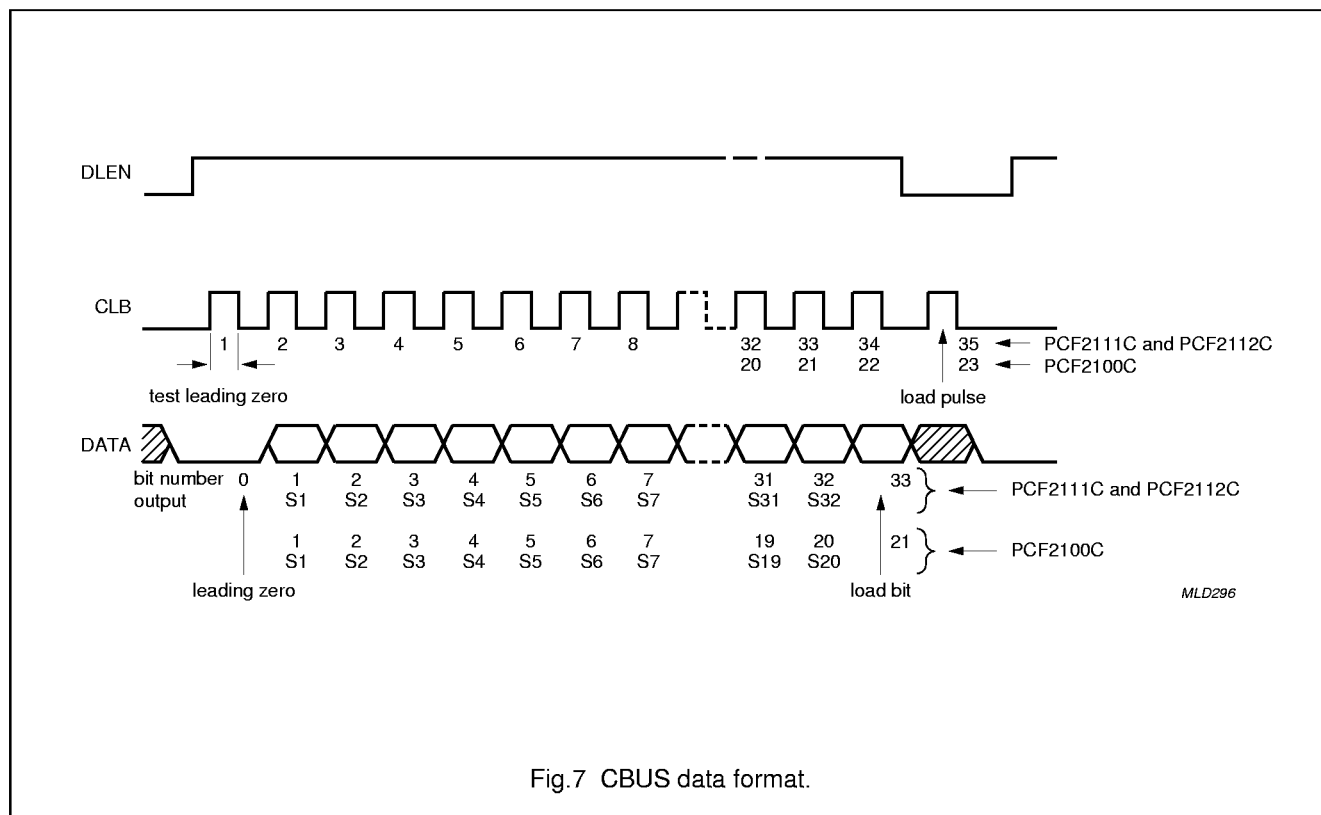 DLEN
CLB
1 2 3 4 5 6 7 8 32 33 34 35 PCF2111C and PCF2112C
20 21 22 23 PCF2100C
test leading zero
load pulse
DATA
bit number 0 1 2 3 4 5 6 7 31 32 33
output S1 S2 S3 S4 S5 S6 S7 S31 S32
PCF2111C and PCF2112C
1 2 3 4 5 6 7 19 20 21
S1 S2 S3 S4 S5 S6 S7 S19 S20
PCF2100C
leading zero
load bit
MLD296
Fig.7 CBUS data format.